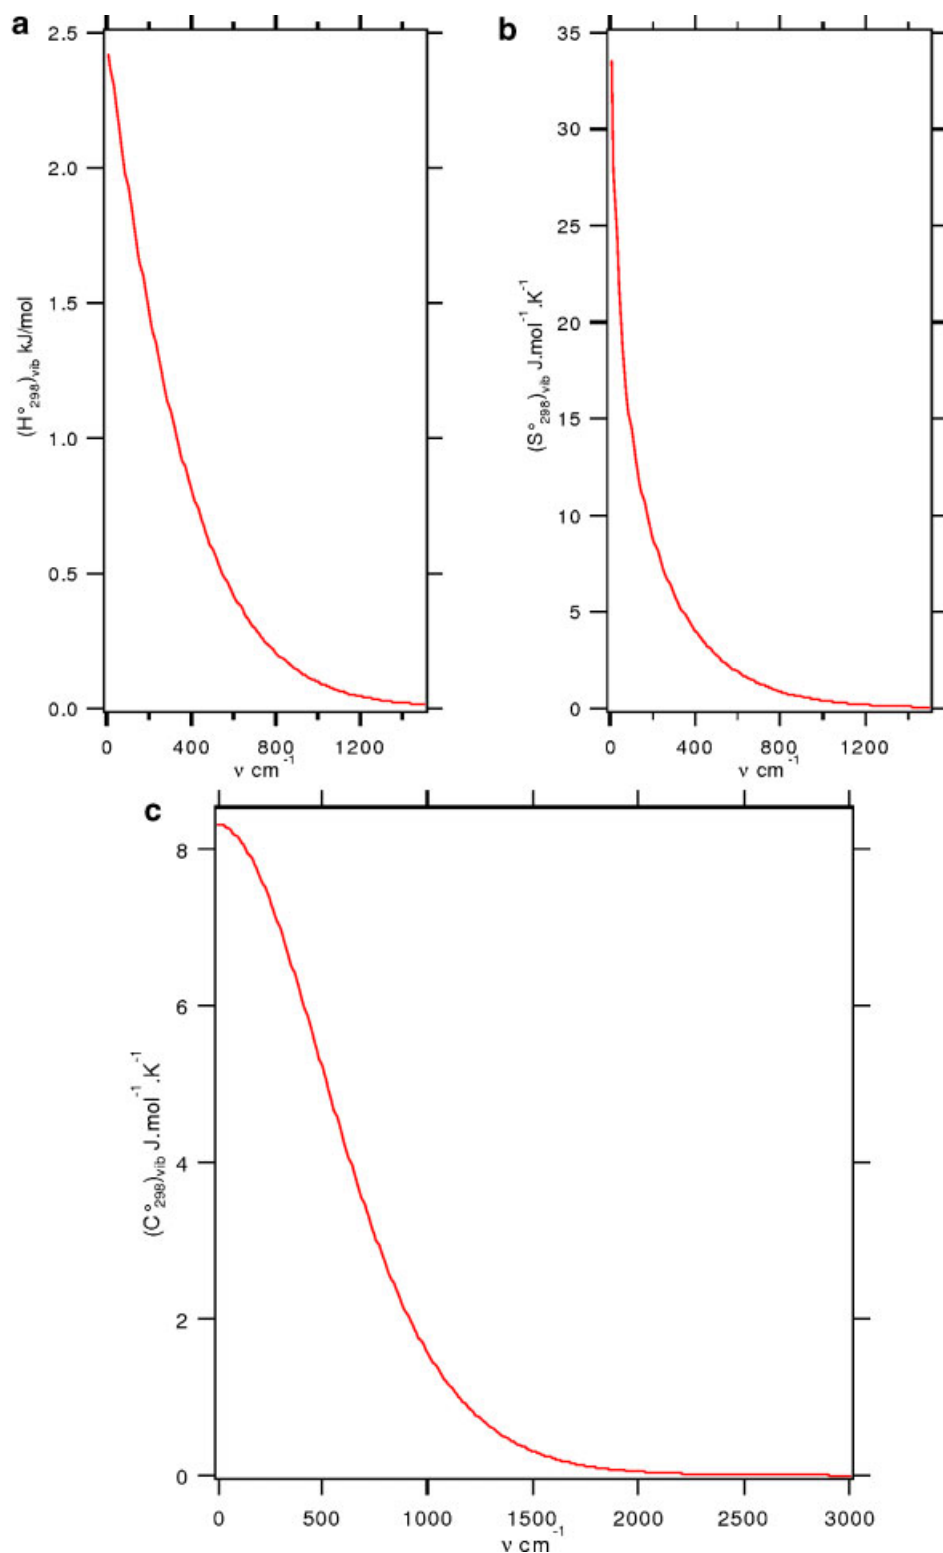 a
2.5
2.0
1.5
1.0
0.5
0.0
(H°298)vib kJ/mol
0 400 800 1200
ν cm-1
b
35
30
25
20
15
10
5
0
(S°298)vib J.mol-1.K-1
0 400 800 1200
ν cm-1
c
8
6
4
2
0
(C°298)vib J.mol-1.K-1
0 500 1000 1500 2000 2500 3000
ν cm-1